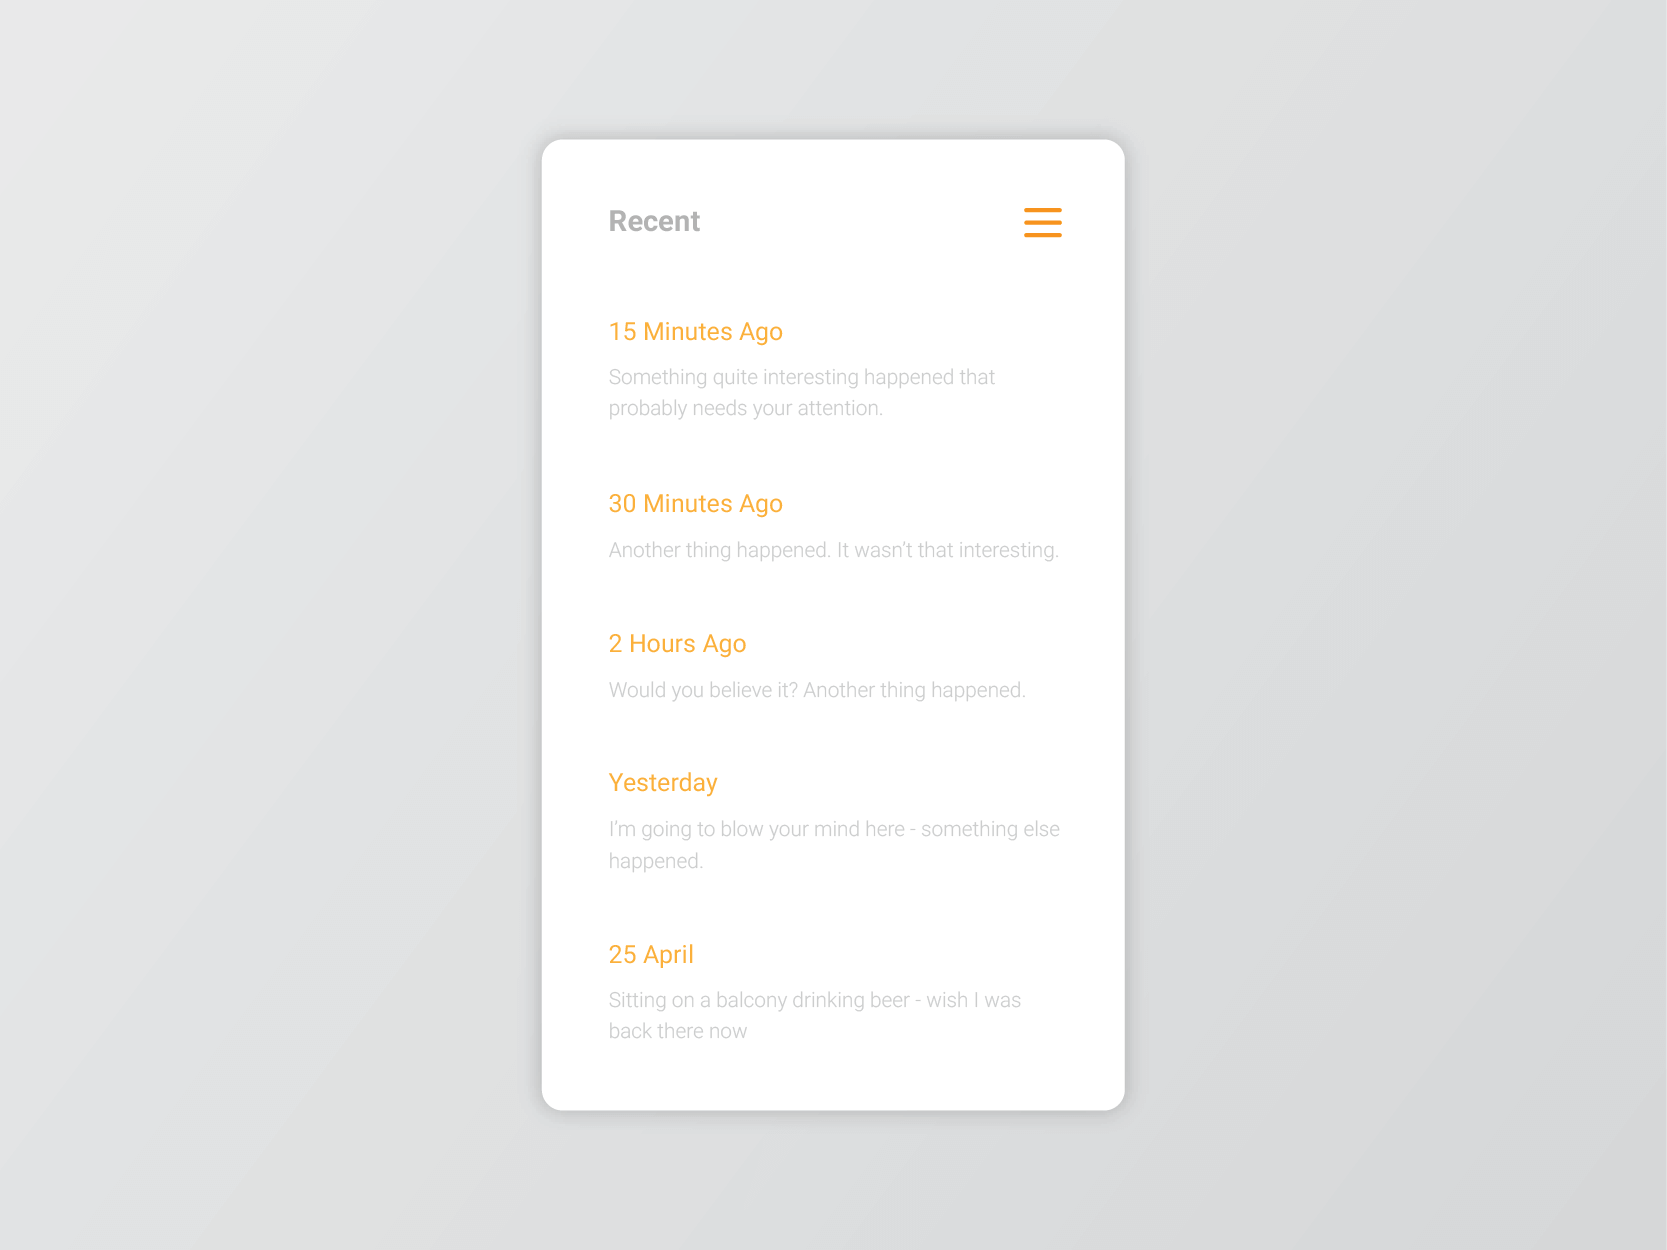 Recent
15 Minutes Ago
Something quite interesting happened that
probably needs your attention.
30 Minutes Ago
Another thing happened. It wasn’t that interesting.
2 Hours Ago
Would you believe it? Another thing happened.
Yesterday
I’m going to blow your mind here - something else
happened.
25 April
Sitting on a balcony drinking beer - wish I was
back there now